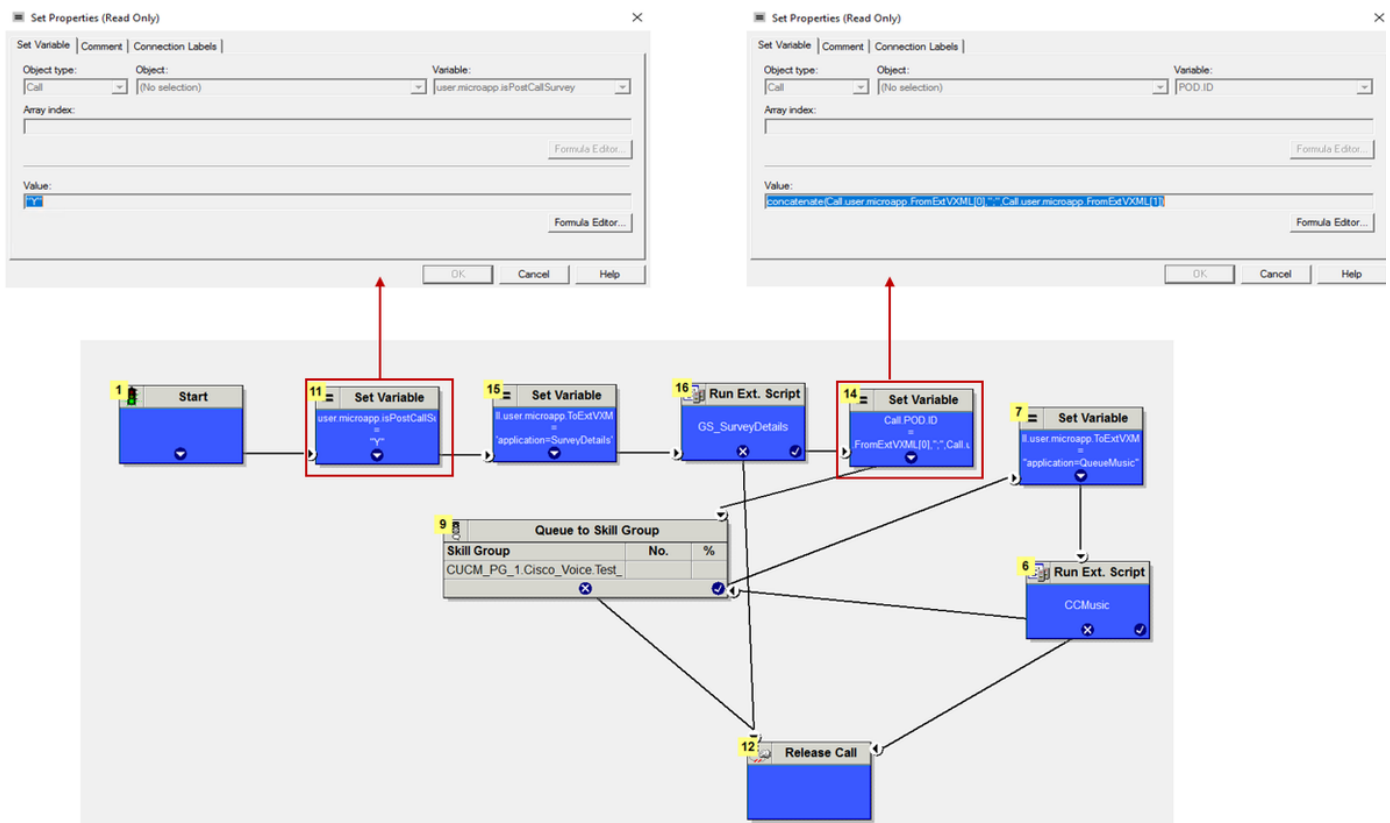 Set Properties (Read Only)
Set Variable Comment Connection Labels
Object type: Object: Variable:
Call (No selection) user.microapp.isPostCallSurvey
Array index:
Formula Editor...
Value:
"Y"
Formula Editor...
OK Cancel Help
Set Properties (Read Only)
Set Variable Comment Connection Labels
Object type: Object: Variable:
Call (No selection) POD.ID
Array index:
Formula Editor...
Value:
concatenate(Call.user.microapp.FromExtVXML[0],";",Call.user.microapp.FromExtVXML[1])
Formula Editor...
OK Cancel Help
1 Start
11 = Set Variable
user.microapp.isPostCallSu
=
"Y"
15 = Set Variable
ll.user.microapp.ToExtVXM
=
'application=SurveyDetails'
16 Run Ext. Script
GS_SurveyDetails
14 = Set Variable
Call.POD.ID
=
FromExtVXML[0],";",Call.u
7 = Set Variable
ll.user.microapp.ToExtVXM
=
"application=QueueMusic"
9 Queue to Skill Group
Skill Group No. %
CUCM_PG_1.Cisco_Voice.Test_
6 Run Ext. Script
CCMusic
12 Release Call